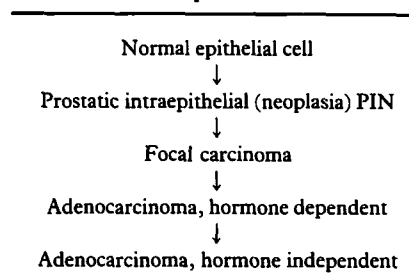 Normal epithelial cell
↓
Prostatic intraepithelial (neoplasia) PIN
↓
Focal carcinoma
↓
Adenocarcinoma, hormone dependent
↓
Adenocarcinoma, hormone independent